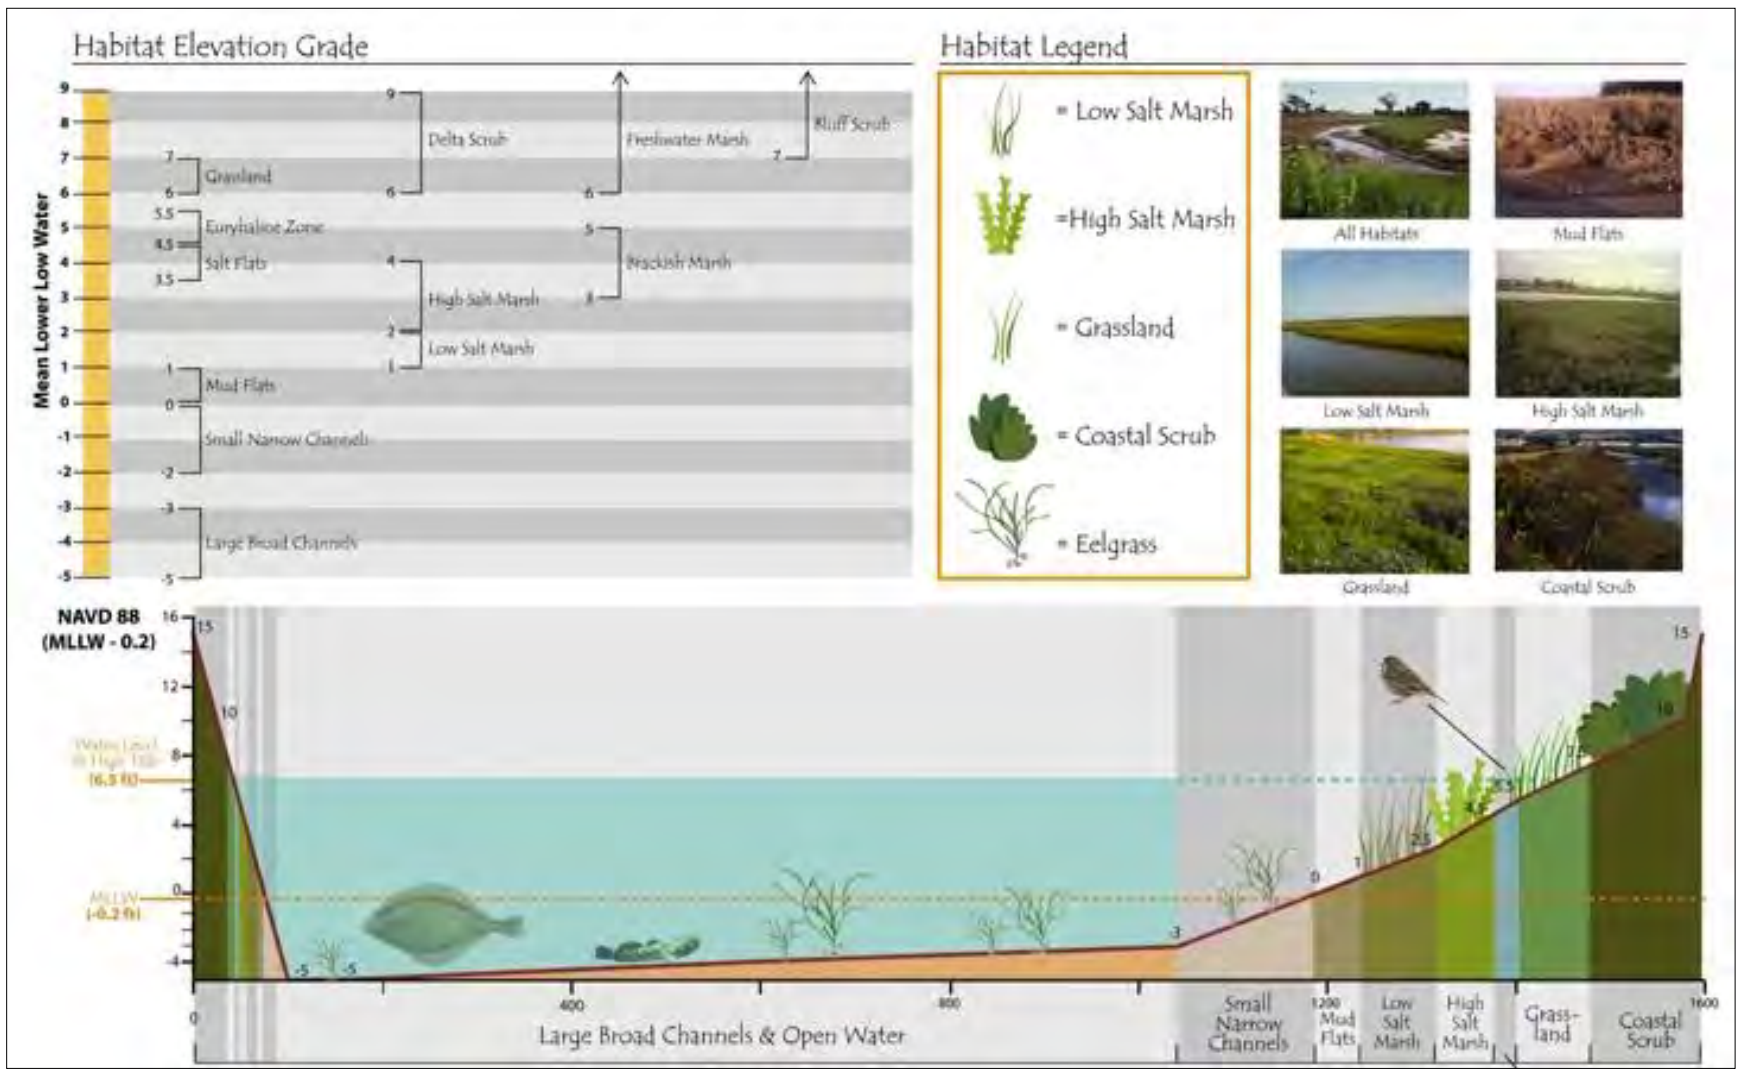 Habitat Elevation Grade
Mean Lower Low Water
9
8
7
6
5
4
3
2
1
0
-1
-2
-3
-4
-5
7
Grassland
6
5.5
Euryhaline Zone
4.5
Salt Flats
3.5
1
Mud Flats
0
Small Narrow Channels
-2
-3
Large Broad Channels
-5
9
Delta Scrub
6
4
High Salt Marsh
2
Low Salt Marsh
1
Freshwater Marsh
6
5
Brackish Marsh
3
Bluff Scrub
7
Habitat Legend
= Low Salt Marsh
=High Salt Marsh
= Grassland
= Coastal Scrub
= Eelgrass
All Habitats
Mud Flats
Low Salt Marsh
High Salt Marsh
Grassland
Coastal Scrub
NAVD 88
(MLLW - 0.2)
16
12
8
4
0
-4
Water Level
@ High Tide
(6.5 ft)
MLLW
(-0.2 ft)
15
10
-5
-5
-3
0
1
2.5
4.5
5.5
10
15
0
400
800
1200
1600
Large Broad Channels & Open Water
Small
Narrow
Channels
Mud
Flats
Low
Salt
Marsh
High
Salt
Marsh
Grass-
land
Coastal
Scrub